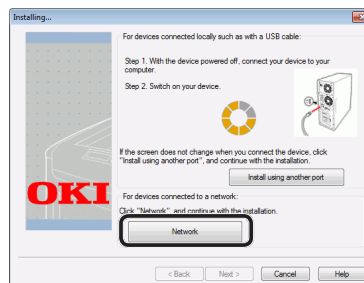 Installing...
For devices connected locally such as with a USB cable:
Step 1. With the device powered off, connect your device to your
computer.
Step 2. Switch on your device.
If the screen does not change when you connect the device, click
"Install using another port", and continue with the installation.
Install using another port
OKI
For devices connected to a network:
Click "Network", and continue with the installation.
Network
< Back
Next >
Cancel
Help